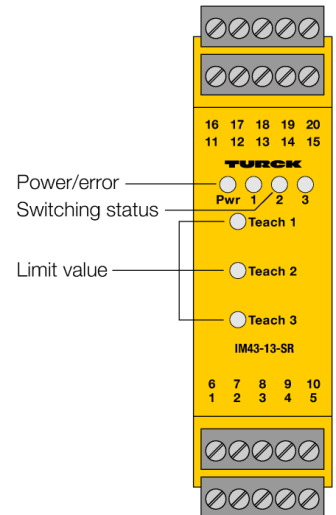 16 17 18 19 20
11 12 13 14 15
TURCK
Power/error
Pwr 1 2 3
Switching status
Teach 1
Limit value
Teach 2
Teach 3
IM43-13-SR
6 7 8 9 10
1 2 3 4 5